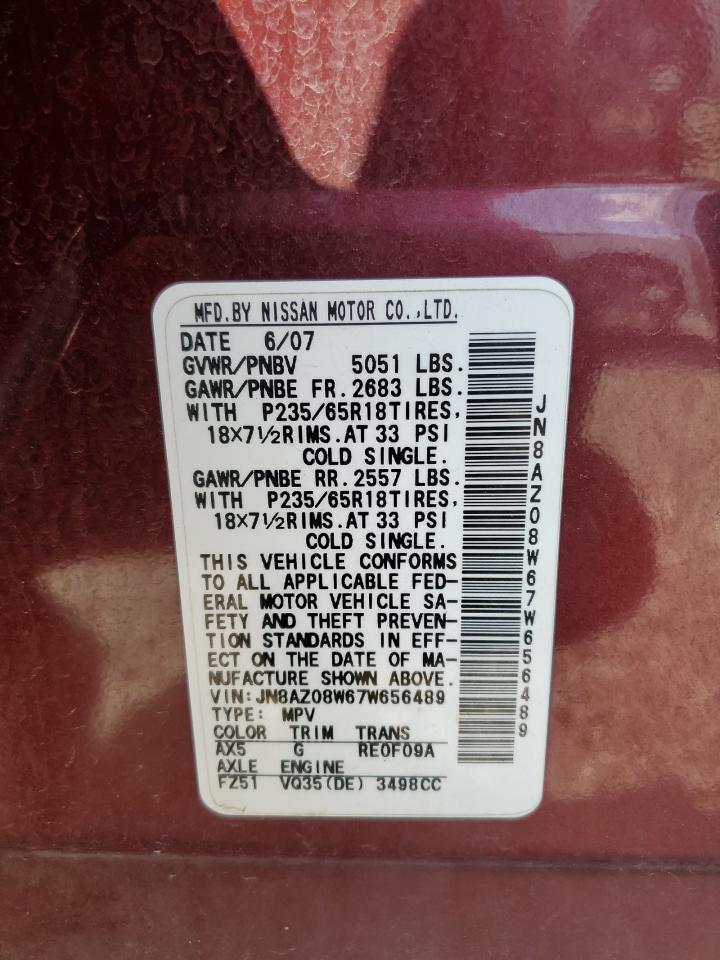 MFD.BY NISSAN MOTOR CO.,LTD.
DATE 6/07
GVWR/PNBV 5051 LBS.
GAWR/PNBE FR.2683 LBS.
WITH P235/65R18TIRES,
18×7½RIMS.AT 33 PSI
COLD SINGLE.
GAWR/PNBE RR.2557 LBS.
WITH P235/65R18TIRES,
18×7½RIMS.AT 33 PSI
COLD SINGLE.
THIS VEHICLE CONFORMS
TO ALL APPLICABLE FED-
ERAL MOTOR VEHICLE SA-
FETY AND THEFT PREVEN-
TION STANDARDS IN EFF-
ECT ON THE DATE OF MA-
NUFACTURE SHOWN ABOVE.
VIN:JN8AZ08W67W656489
TYPE: MPV
COLOR TRIM TRANS
AX5 G RE0F09A
AXLE ENGINE
FZ51 VQ35(DE) 3498CC
JN8AZ08W67W656489